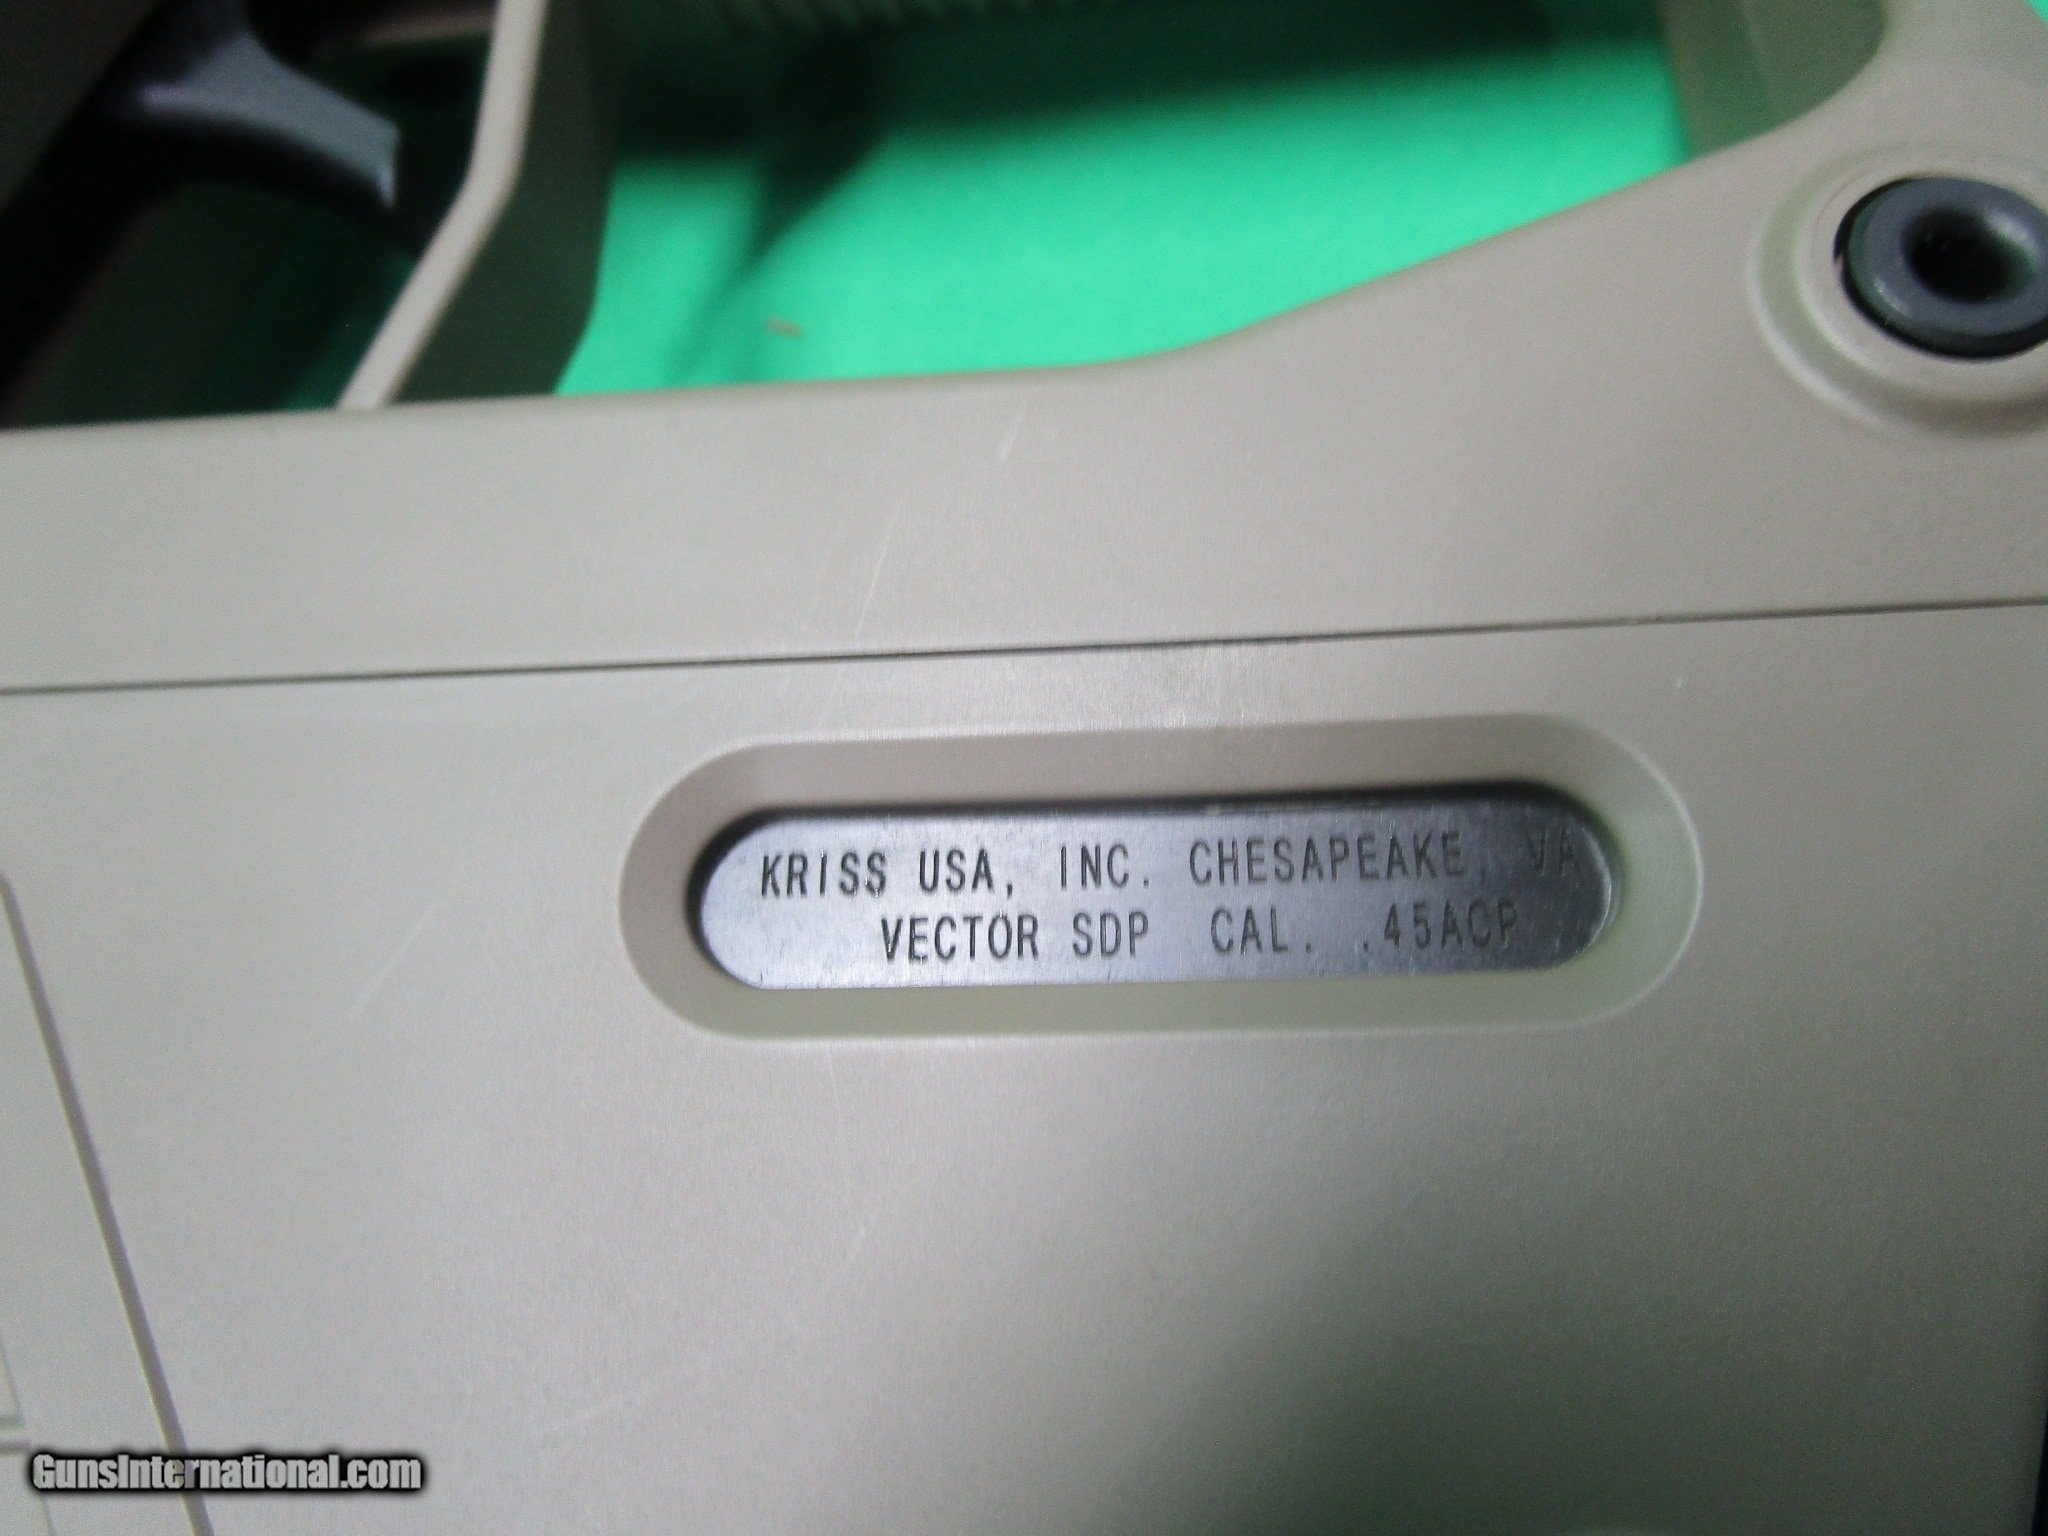 KRISS USA, INC. CHESAPEAKE, VA
VECTOR SDP CAL. .45ACP
GunsInternational.com